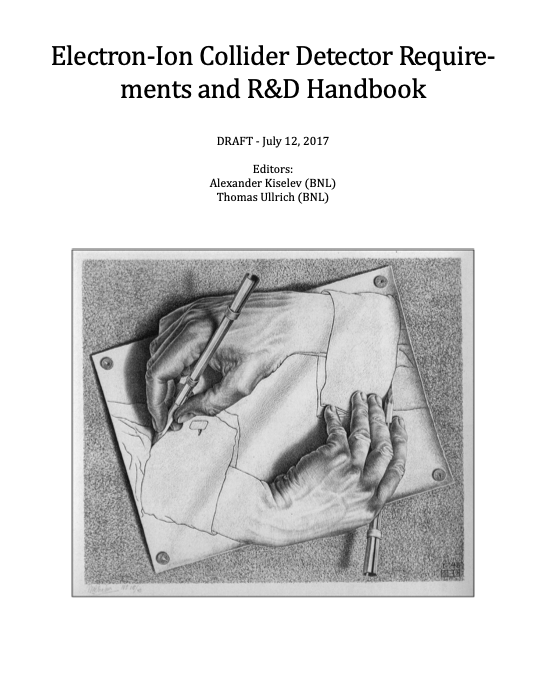 Electron-Ion Collider Detector Require-
ments and R&D Handbook
DRAFT - July 12, 2017
Editors:
Alexander Kiselev (BNL)
Thomas Ullrich (BNL)